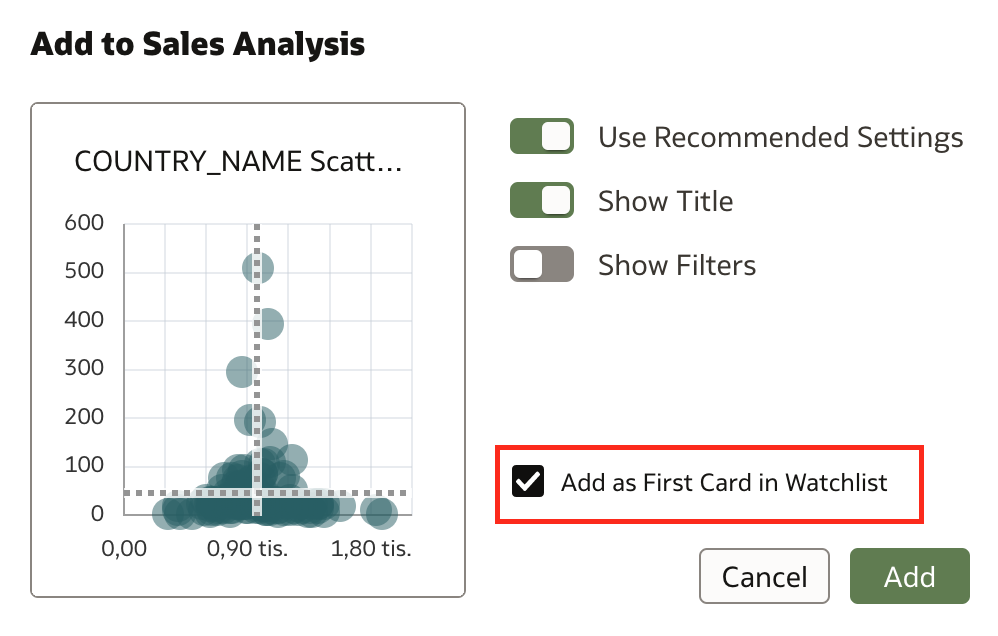 Add to Sales Analysis
COUNTRY_NAME Scatt...
600
500
400
300
200
100
0
0,00 0,90 tis. 1,80 tis.
Use Recommended Settings
Show Title
Show Filters
Add as First Card in Watchlist
Cancel Add